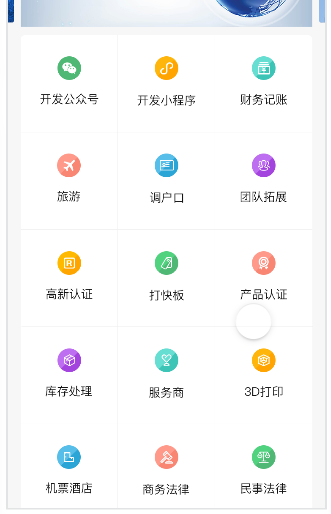 开发公众号
开发小程序
财务记账
旅游
调户口
团队拓展
高新认证
打快板
产品认证
库存处理
服务商
3D打印
机票酒店
商务法律
民事法律